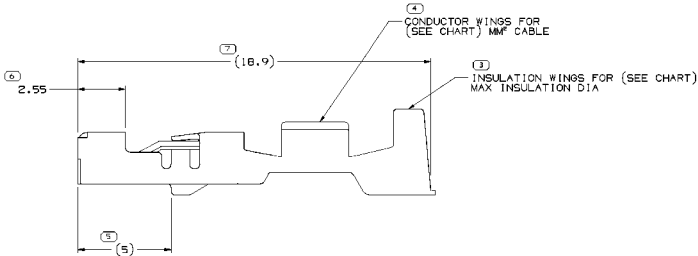 4
CONDUCTOR WINGS FOR
(SEE CHART) MM² CABLE
7
(18.9)
6
2.55
3
INSULATION WINGS FOR (SEE CHART)
MAX INSULATION DIA
5
(5)